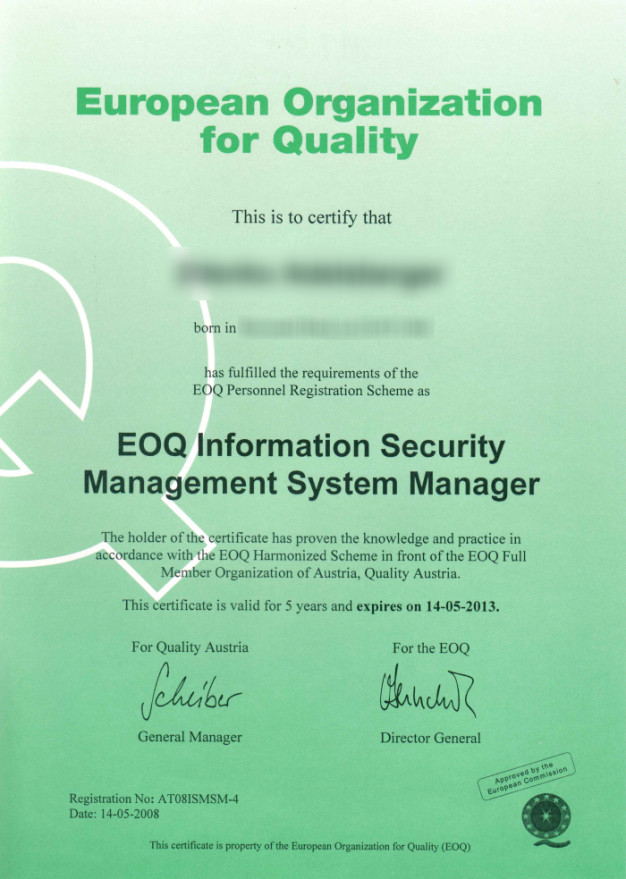 European Organization
for Quality
This is to certify that
born in
has fulfilled the requirements of the
EOQ Personnel Registration Scheme as
EOQ Information Security
Management System Manager
The holder of the certificate has proven the knowledge and practice in
accordance with the EOQ Harmonized Scheme in front of the EOQ Full
Member Organization of Austria, Quality Austria.
This certificate is valid for 5 years and expires on 14-05-2013.
For Quality Austria
For the EOQ
Scheiber
General Manager
Director General
Approved by the
European Commission
Registration No: AT08ISMSM-4
Date: 14-05-2008
This certificate is property of the European Organization for Quality (EOQ)